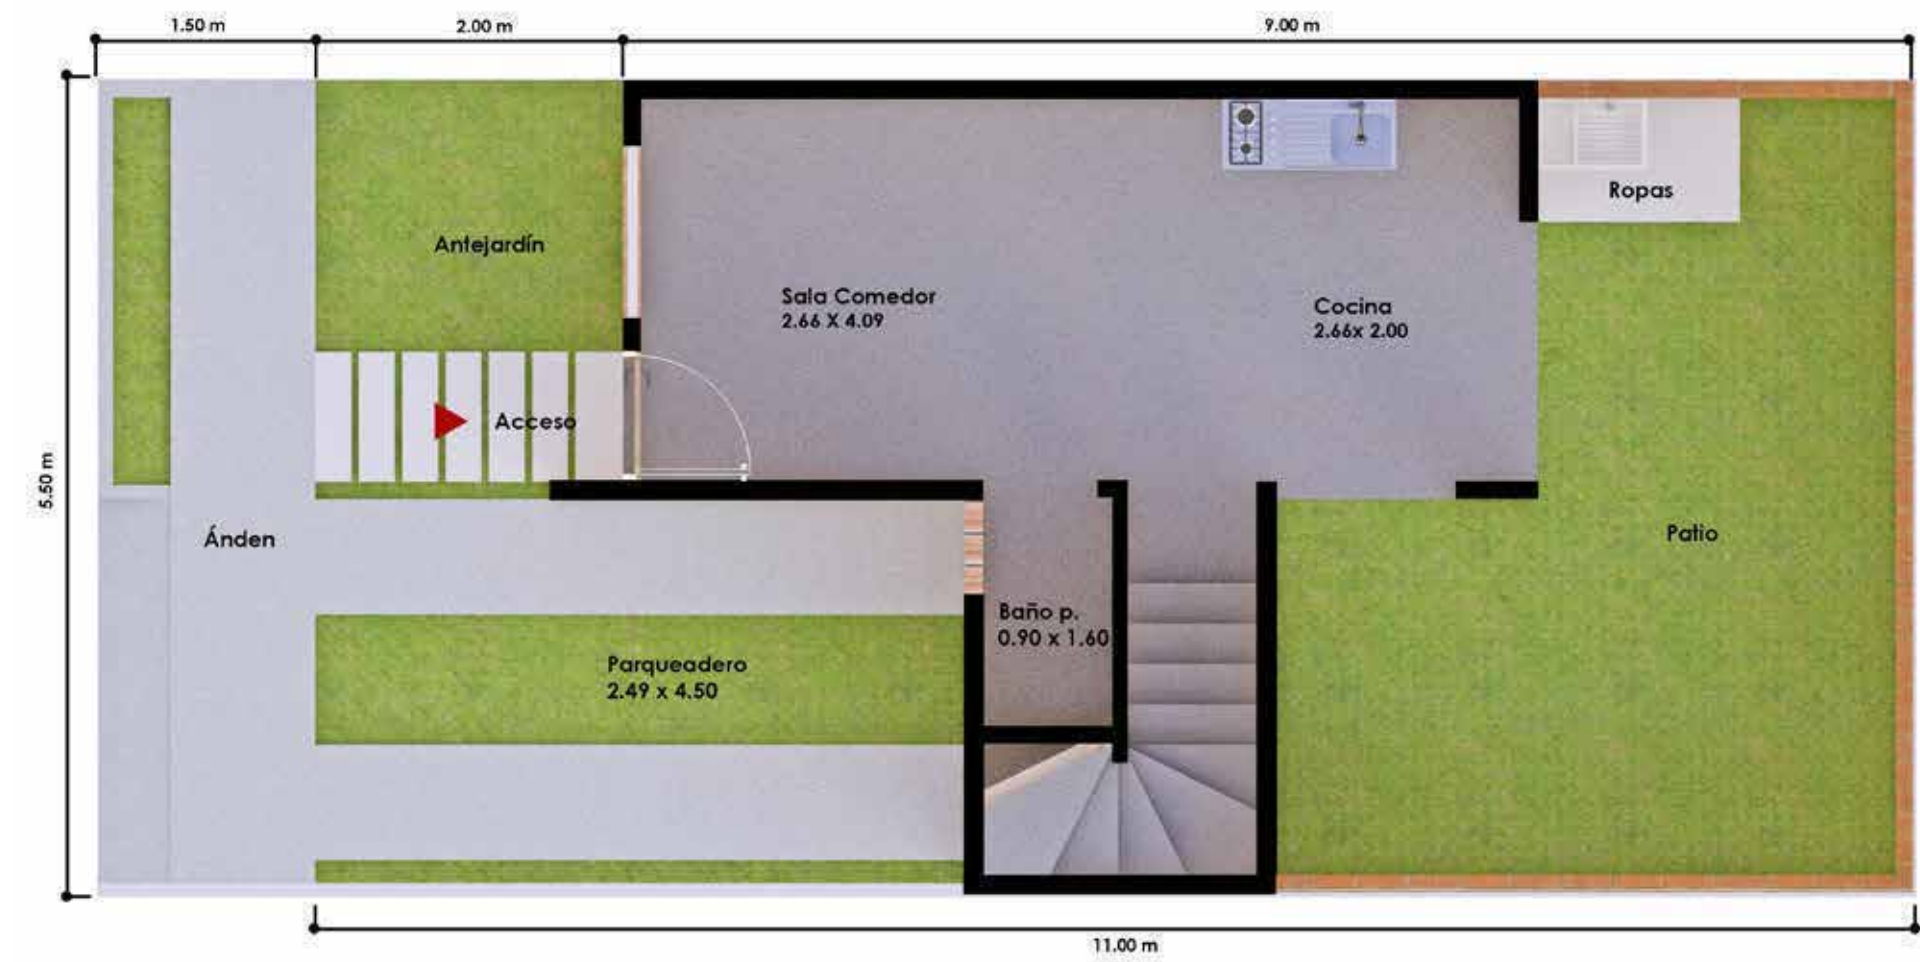 1.50 m
2.00 m
9.00 m
Ropas
Antejardín
Sala Comedor
2.66 X 4.09
Cocina
2.66x 2.00
Acceso
5.50 m
Ánden
Patio
Baño p.
0.90 x 1.60
Parqueadero
2.49 x 4.50
11.00 m